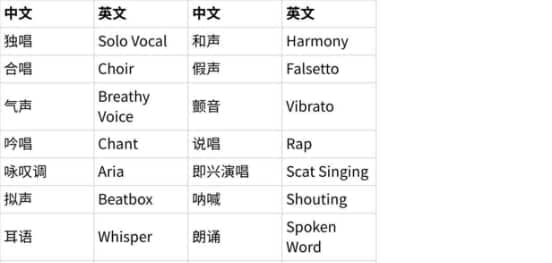 中文 英文 中文 英文
独唱 Solo Vocal 和声 Harmony
合唱 Choir 假声 Falsetto
气声 Breathy Voice 颤音 Vibrato
吟唱 Chant 说唱 Rap
咏叹调 Aria 即兴演唱 Scat Singing
拟声 Beatbox 呐喊 Shouting
耳语 Whisper 朗诵 Spoken Word